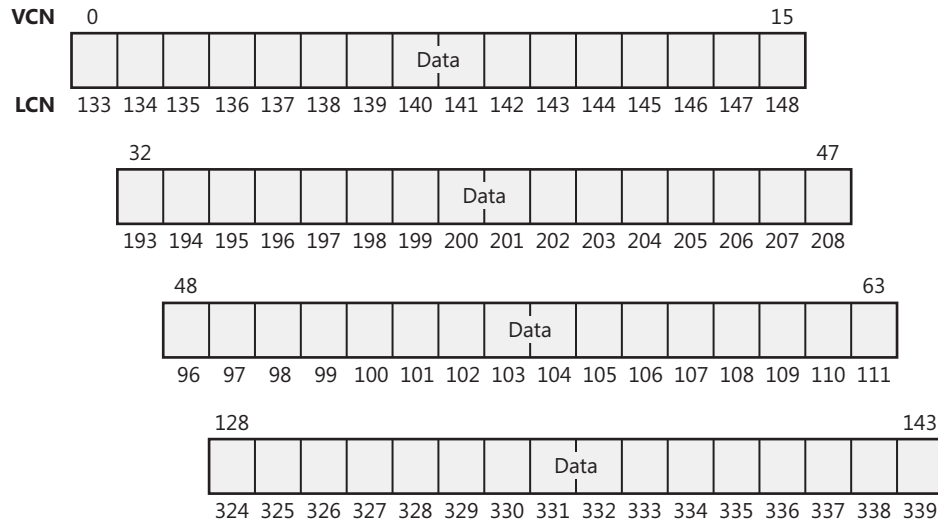 VCN 0 15
Data
LCN 133 134 135 136 137 138 139 140 141 142 143 144 145 146 147 148
32 47
Data
193 194 195 196 197 198 199 200 201 202 203 204 205 206 207 208
48 63
Data
96 97 98 99 100 101 102 103 104 105 106 107 108 109 110 111
128 143
Data
324 325 326 327 328 329 330 331 332 333 334 335 336 337 338 339